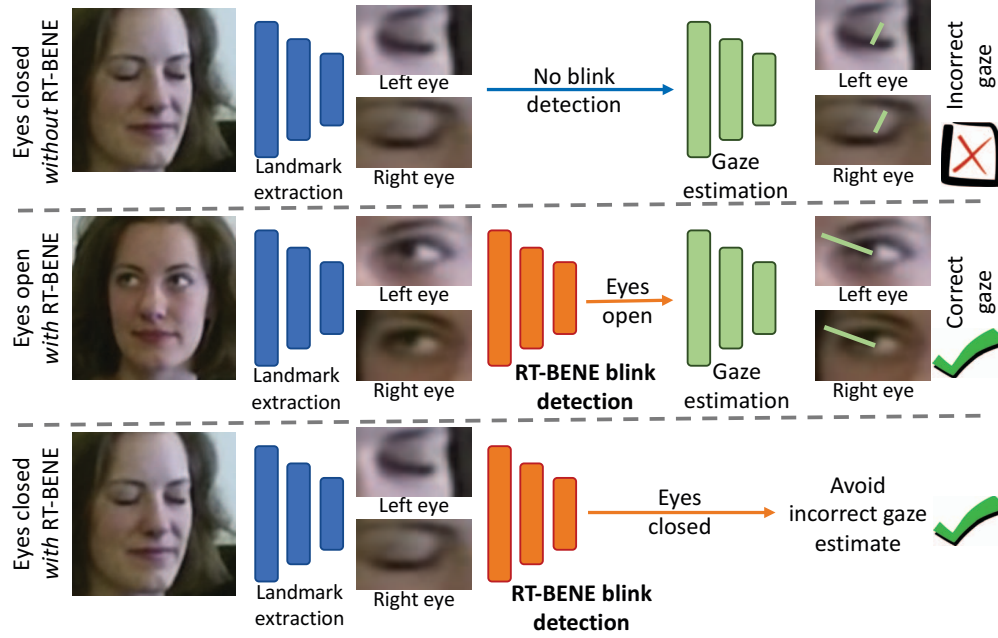 Eyes closed
without RT-BENE
Landmark
extraction
Left eye
Right eye
No blink
detection
Gaze
estimation
Left eye
Right eye
Incorrect
gaze
Eyes open
with RT-BENE
Landmark
extraction
Left eye
Right eye
RT-BENE blink
detection
Eyes
open
Gaze
estimation
Left eye
Right eye
Correct
gaze
Eyes closed
with RT-BENE
Landmark
extraction
Left eye
Right eye
RT-BENE blink
detection
Eyes
closed
Avoid
incorrect gaze
estimate